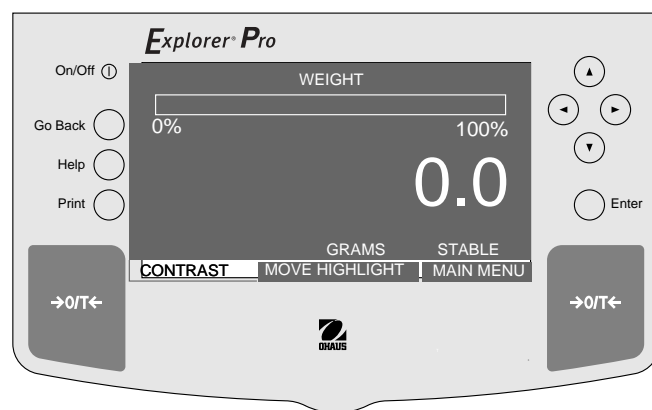 Explorer® Pro
On/Off
WEIGHT
Go Back
0% 100%
Help
0.0
Print
Enter
GRAMS STABLE
CONTRAST MOVE HIGHLIGHT MAIN MENU
→0/T← →0/T←
OHAUS